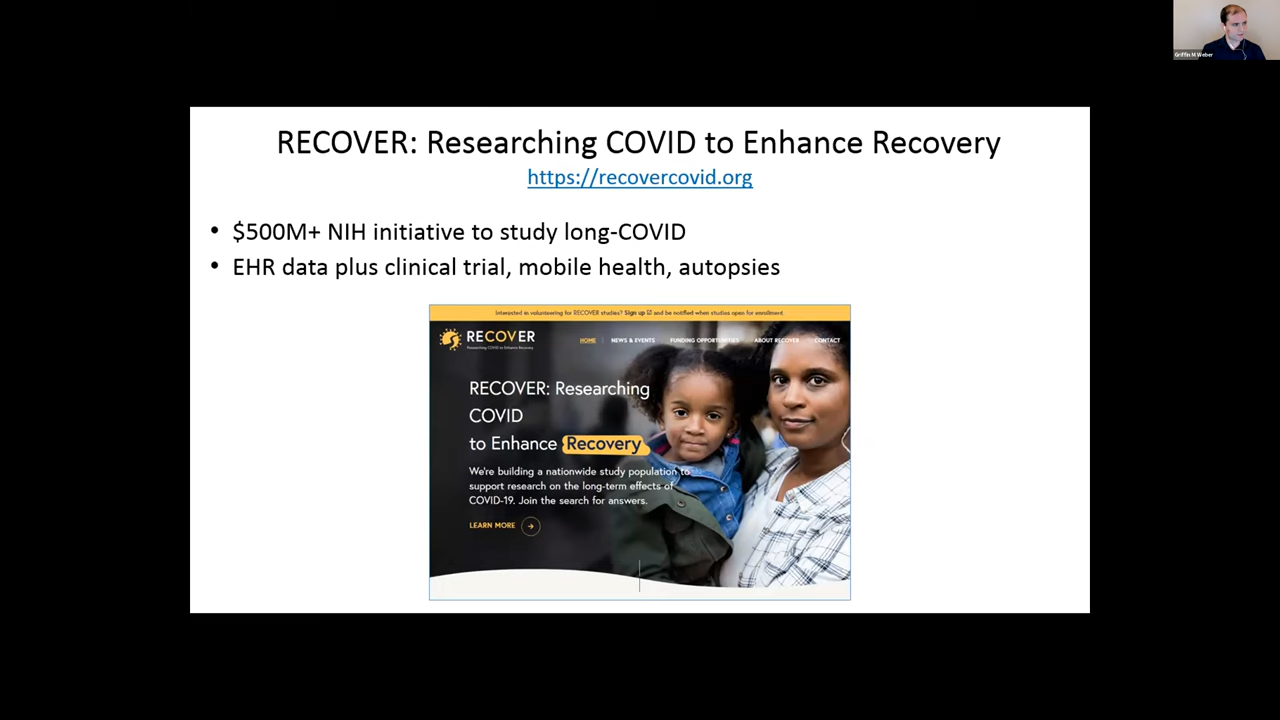 Griffin M Weber
RECOVER: Researching COVID to Enhance Recovery
https://recovercovid.org
• $500M+ NIH initiative to study long-COVID
• EHR data plus clinical trial, mobile health, autopsies
Interested in volunteering for RECOVER studies? Sign up and be notified when studies open for enrollment.
RECOVER
Researching COVID to Enhance Recovery
HOME NEWS & EVENTS FUNDING OPPORTUNITIES ABOUT RECOVER CONTACT
RECOVER: Researching
COVID
to Enhance Recovery
We're building a nationwide study population to
support research on the long-term effects of
COVID-19. Join the search for answers.
LEARN MORE